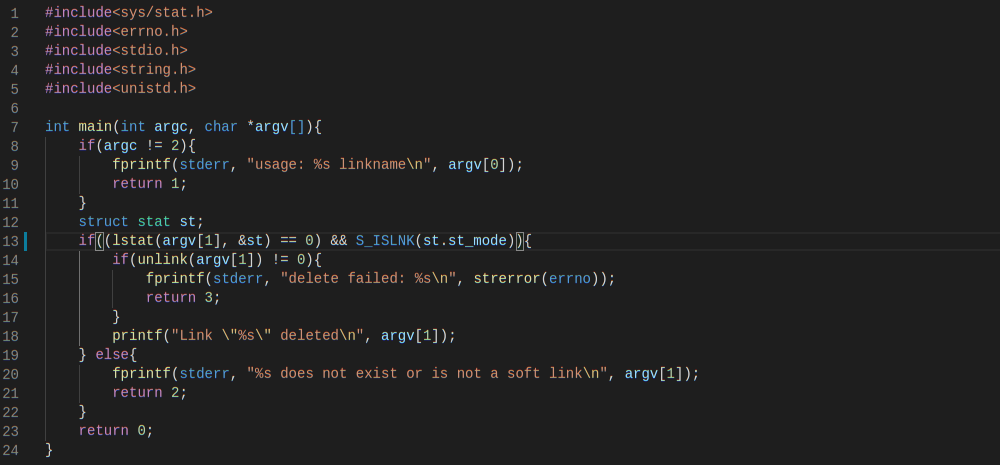 1 #include<sys/stat.h>
2 #include<errno.h>
3 #include<stdio.h>
4 #include<string.h>
5 #include<unistd.h>
6
7 int main(int argc, char *argv[]){
8     if(argc != 2){
9         fprintf(stderr, "usage: %s linkname\n", argv[0]);
10         return 1;
11     }
12     struct stat st;
13     if((lstat(argv[1], &st) == 0) && S_ISLNK(st.st_mode)){
14         if(unlink(argv[1]) != 0){
15             fprintf(stderr, "delete failed: %s\n", strerror(errno));
16             return 3;
17         }
18         printf("Link \"%s\" deleted\n", argv[1]);
19     } else{
20         fprintf(stderr, "%s does not exist or is not a soft link\n", argv[1]);
21         return 2;
22     }
23     return 0;
24 }